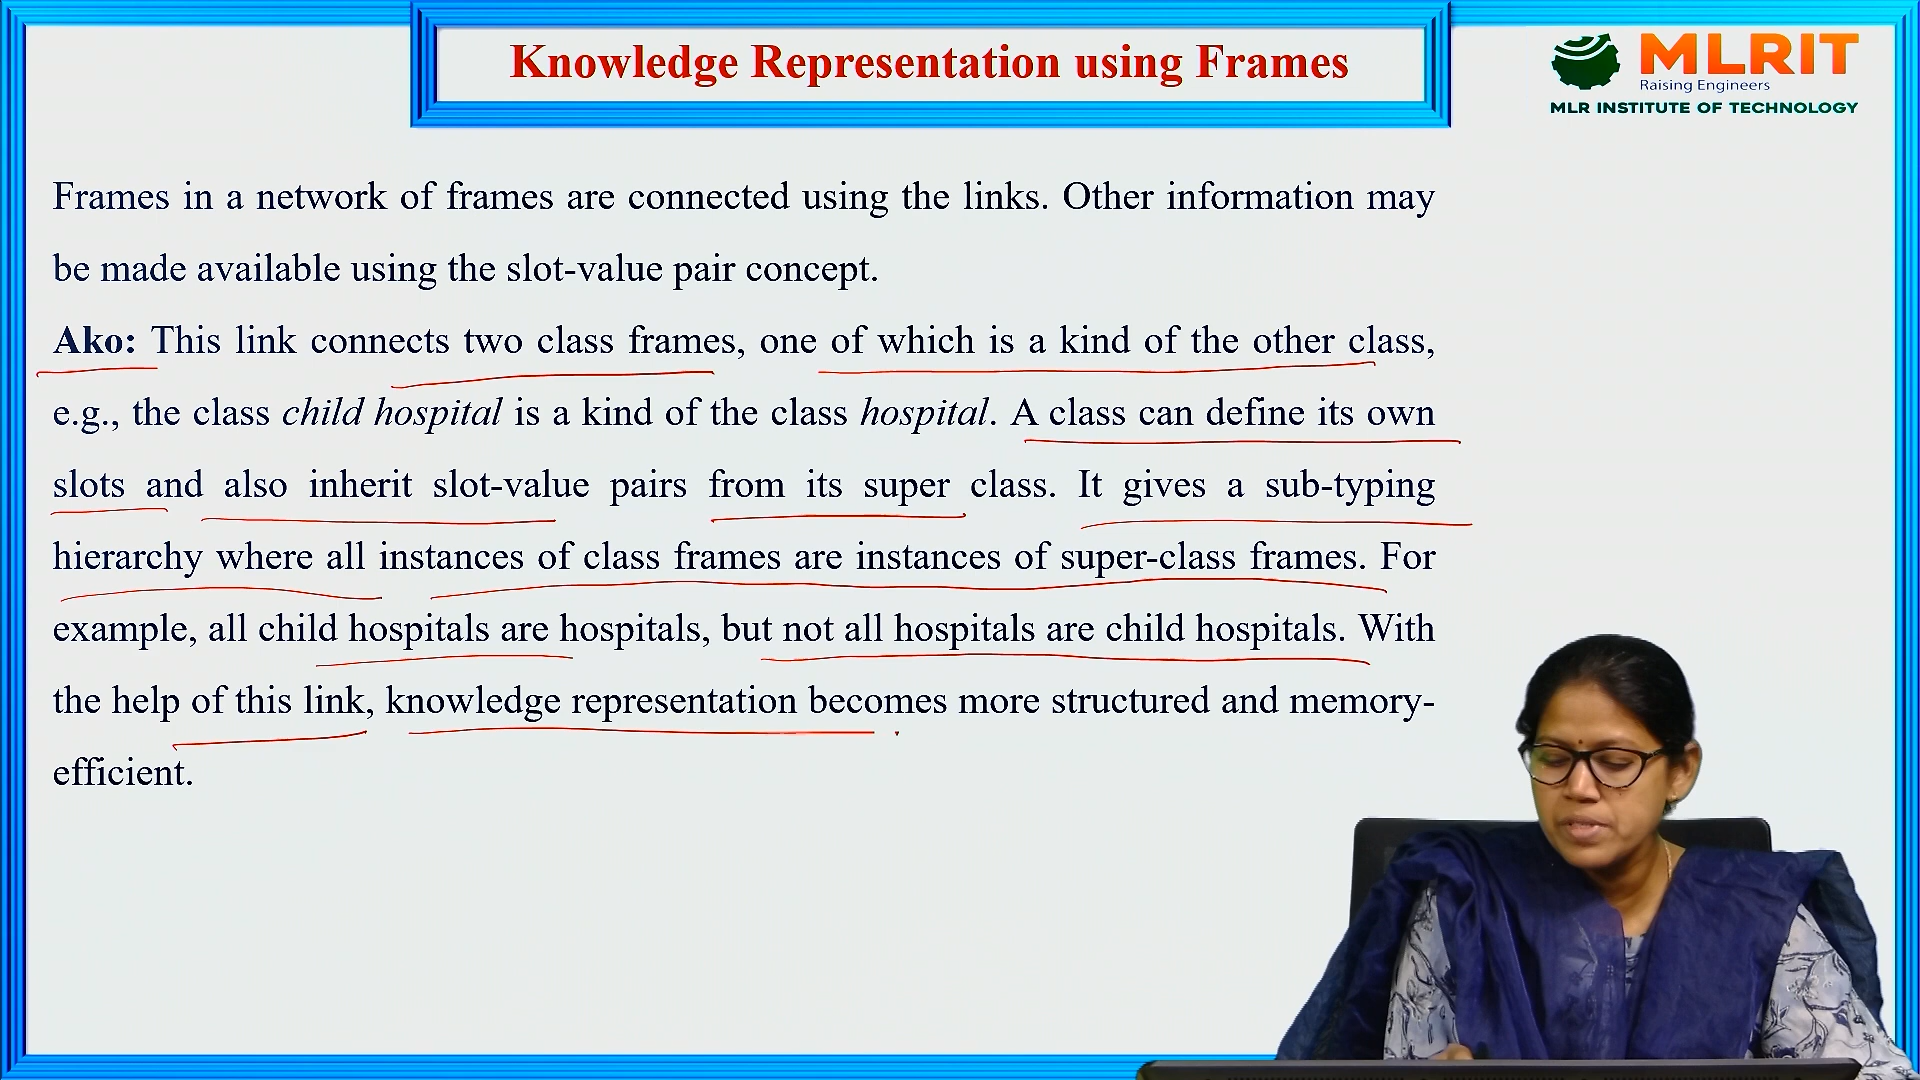 Knowledge Representation using Frames
MLRIT
Raising Engineers
MLR INSTITUTE OF TECHNOLOGY
Frames in a network of frames are connected using the links. Other information may
be made available using the slot-value pair concept.
Ako: This link connects two class frames, one of which is a kind of the other class,
e.g., the class child hospital is a kind of the class hospital. A class can define its own
slots and also inherit slot-value pairs from its super class. It gives a sub-typing
hierarchy where all instances of class frames are instances of super-class frames. For
example, all child hospitals are hospitals, but not all hospitals are child hospitals. With
the help of this link, knowledge representation becomes more structured and memory-
efficient.